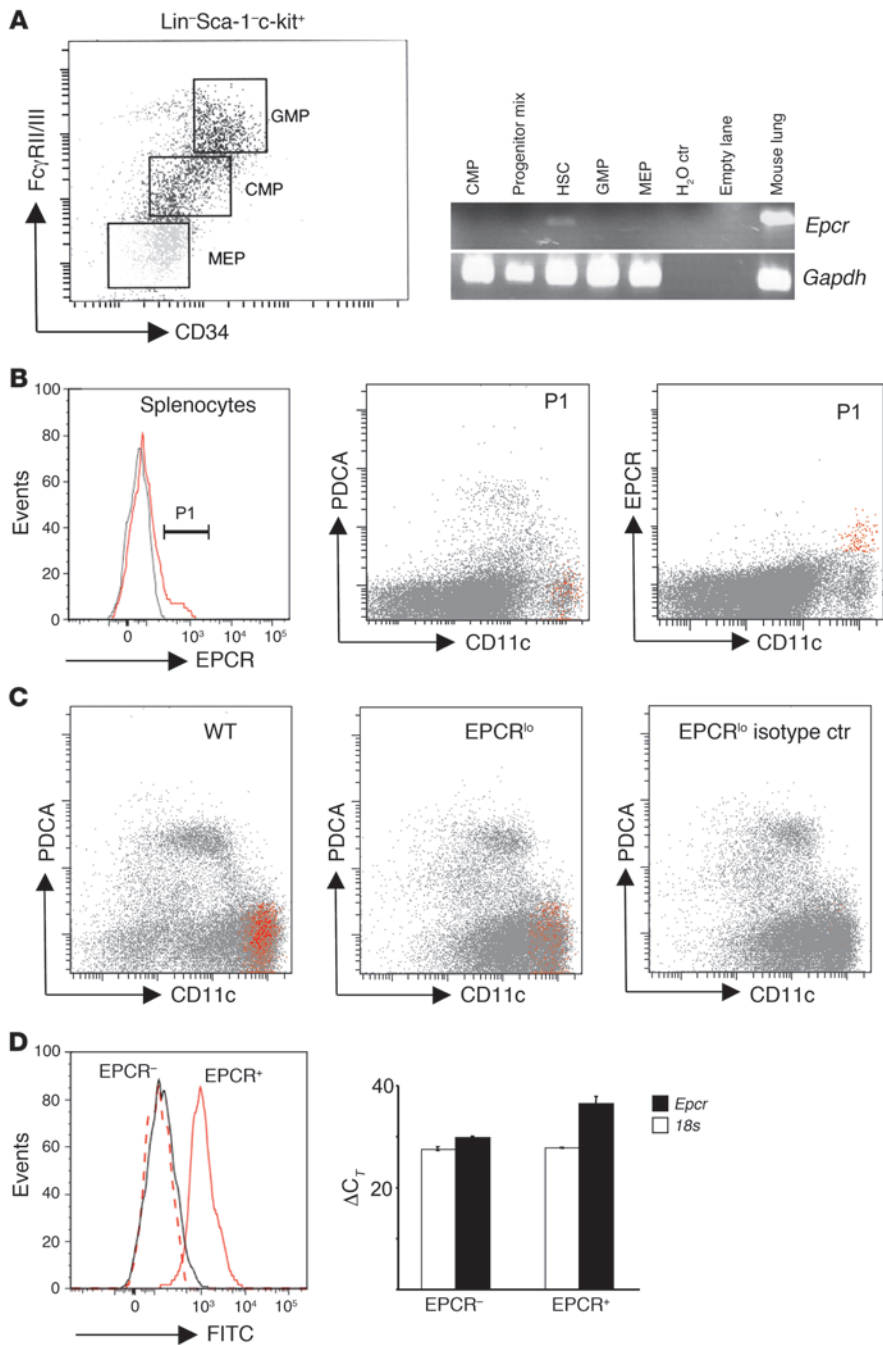 A
Lin⁻Sca-1⁻c-kit⁺
FcγRII/III
GMP
CMP
MEP
CD34
CMP
Progenitor mix
HSC
GMP
MEP
H₂O ctr
Empty lane
Mouse lung
Epcr
Gapdh
B
Events
100
80
60
40
20
0
Splenocytes
P1
0 10³ 10⁴ 10⁵
EPCR
PDCA
P1
CD11c
EPCR
P1
CD11c
C
PDCA
WT
CD11c
PDCA
EPCRˡᵒ
CD11c
PDCA
EPCRˡᵒ isotype ctr
CD11c
D
Events
100
80
60
40
20
0
EPCR⁻
EPCR⁺
0 10³ 10⁴ 10⁵
FITC
ΔC_T
40
20
EPCR⁻
EPCR⁺
Epcr
18s